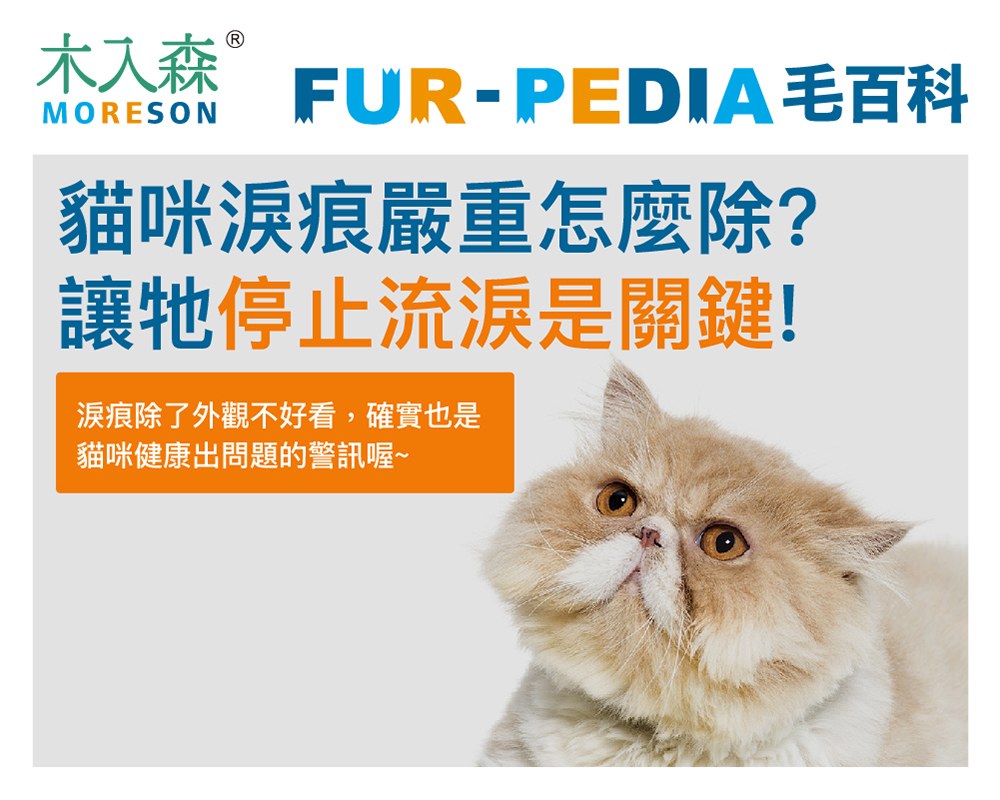 木入森®
MORESON
FUR-PEDIA毛百科
貓咪淚痕嚴重怎麼除?
讓牠停止流淚是關鍵!
淚痕除了外觀不好看，確實也是
貓咪健康出問題的警訊喔~